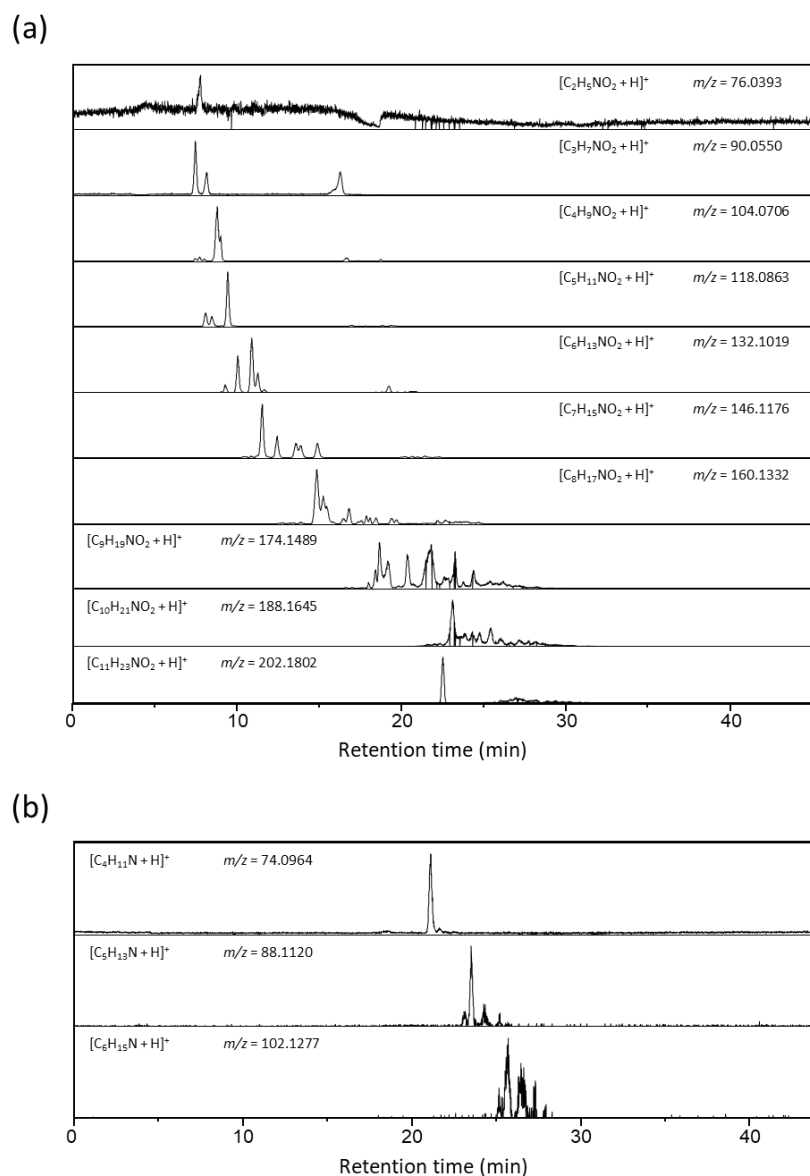 (a)
[C₂H₅NO₂ + H]⁺ m/z = 76.0393
[C₃H₇NO₂ + H]⁺ m/z = 90.0550
[C₄H₉NO₂ + H]⁺ m/z = 104.0706
[C₅H₁₁NO₂ + H]⁺ m/z = 118.0863
[C₆H₁₃NO₂ + H]⁺ m/z = 132.1019
[C₇H₁₅NO₂ + H]⁺ m/z = 146.1176
[C₈H₁₇NO₂ + H]⁺ m/z = 160.1332
[C₉H₁₉NO₂ + H]⁺ m/z = 174.1489
[C₁₀H₂₁NO₂ + H]⁺ m/z = 188.1645
[C₁₁H₂₃NO₂ + H]⁺ m/z = 202.1802
0 10 20 30 40
Retention time (min)
(b)
[C₄H₁₁N + H]⁺ m/z = 74.0964
[C₅H₁₃N + H]⁺ m/z = 88.1120
[C₆H₁₅N + H]⁺ m/z = 102.1277
0 10 20 30 40
Retention time (min)